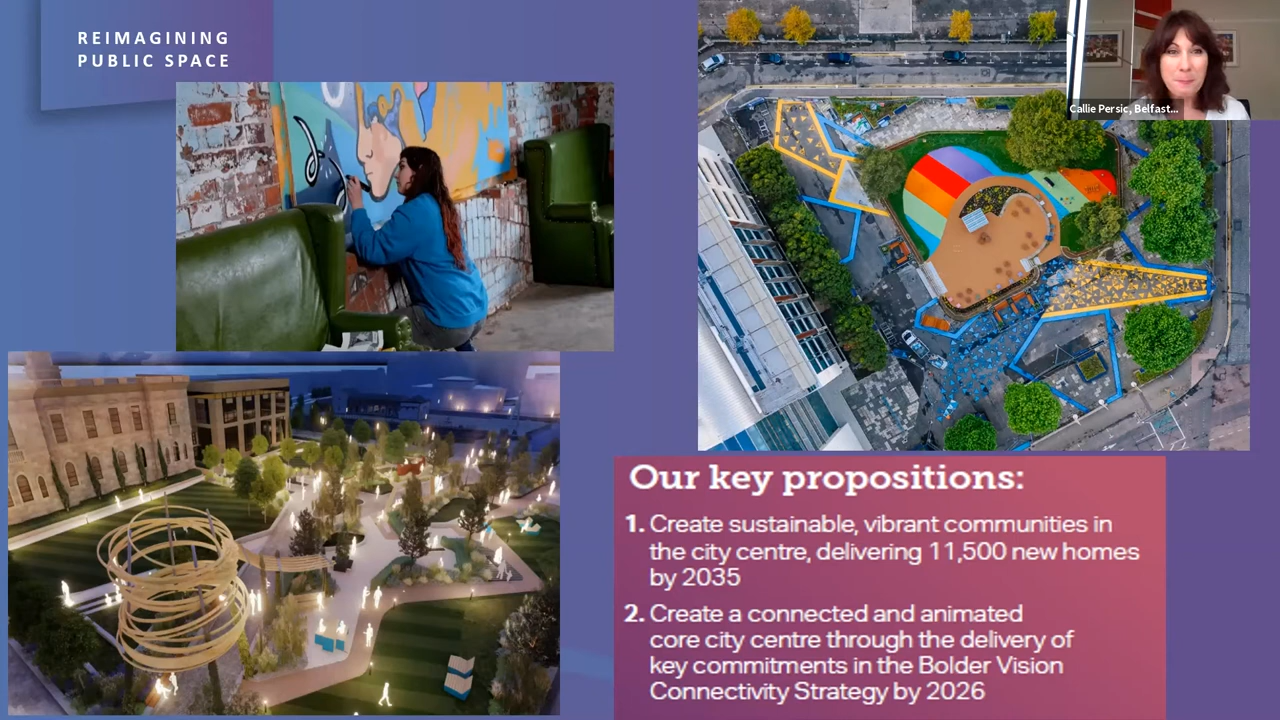 REIMAGINING
PUBLIC SPACE
Callie Persic, Belfast...
Our key propositions:
1. Create sustainable, vibrant communities in
the city centre, delivering 11,500 new homes
by 2035
2. Create a connected and animated
core city centre through the delivery of
key commitments in the Bolder Vision
Connectivity Strategy by 2026